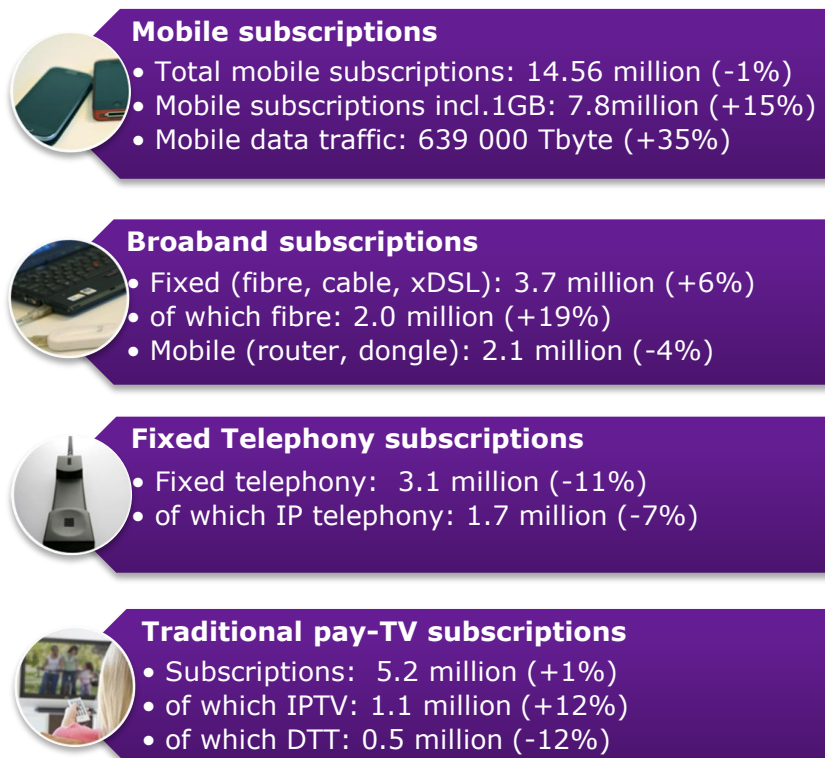 Mobile subscriptions
• Total mobile subscriptions: 14.56 million (-1%)
• Mobile subscriptions incl.1GB: 7.8million (+15%)
• Mobile data traffic: 639 000 Tbyte (+35%)
Broaband subscriptions
• Fixed (fibre, cable, xDSL): 3.7 million (+6%)
• of which fibre: 2.0 million (+19%)
• Mobile (router, dongle): 2.1 million (-4%)
Fixed Telephony subscriptions
• Fixed telephony:  3.1 million (-11%)
• of which IP telephony: 1.7 million (-7%)
Traditional pay-TV subscriptions
• Subscriptions:  5.2 million (+1%)
• of which IPTV: 1.1 million (+12%)
• of which DTT: 0.5 million (-12%)